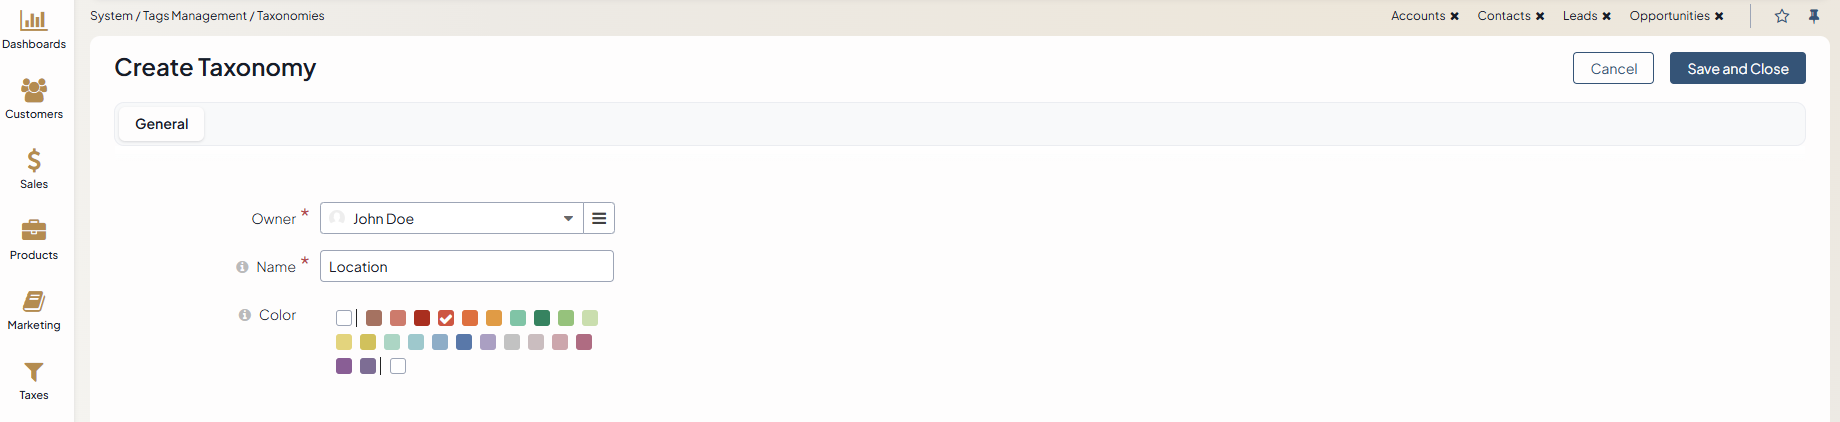 System / Tags Management / Taxonomies
Accounts ✖ Contacts ✖ Leads ✖ Opportunities ✖
Dashboards
Customers
Sales
Products
Marketing
Taxes
Create Taxonomy
Cancel
Save and Close
General
Owner *
John Doe
Name *
Location
Color